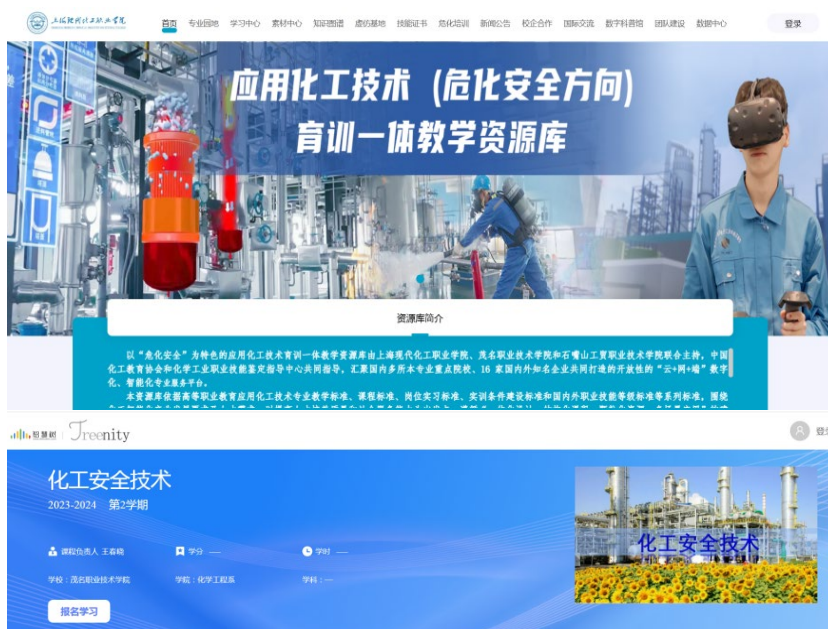 上海现代化工职业学院
首页 专业园地 学习中心 素材中心 知识图谱 虚仿基地 技能证书 危化培训 新闻公告 校企合作 国际交流 数字科普馆 团队建设 数据中心 登录
应用化工技术（危化安全方向）
育训一体教学资源库
资源库简介
以“危化安全”为特色的应用化工技术育训一体教学资源库由上海现代化工职业学院、茂名职业技术学院和石嘴山工贸职业技术学院联合主持，中国
化工教育协会和化学工业职业技能鉴定指导中心共同指导，汇聚国内多所本专业重点院校、16 家国内外知名企业共同打造的开放性的“云+网+端”数字
化、智能化专业服务平台。
本资源库依据高等职业教育应用化工技术专业教学标准、课程标准、岗位实习标准、实训条件建设标准和国内外职业技能等级标准等系列标准，围绕
智慧树 Treenity 登录
化工安全技术
2023-2024 第2学期
化工安全技术
课程负责人 王春晓 学分 — 学时 —
学校：茂名职业技术学院 学院：化学工程系 学科：—
报名学习